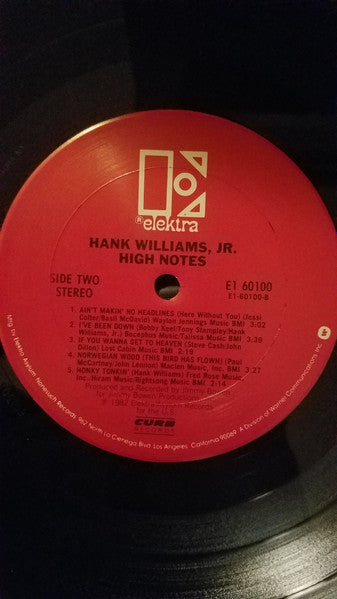 ® elektra
HANK WILLIAMS, JR.
HIGH NOTES
SIDE TWO
STEREO
E1 60100
E1-60100-B
1. AIN'T MAKIN' NO HEADLINES (Here Without You) (Jessi
Colter/Basil McDavid) Waylon Jennings Music BMI 3:02
2. I'VE BEEN DOWN (Bobby Keel/Tony Stampley/Hank
Williams, Jr.) Bocephus Music/Talissa Music BMI
3. IF YOU WANNA GET TO HEAVEN (Steve Cash/John
Dillon) Lost Cabin Music BMI 2:19
4. NORWEGIAN WOOD (THIS BIRD HAS FLOWN) (Paul
McCartney/John Lennon) Maclen Music, Inc. BMI 3:27
5. HONKY TONKIN' (Hank Williams) Fred Rose Music,
Inc./Hiram Music/Rightsong Music BMI 2:14
Produced and Recorded by Jimmy Bowen
for Jimmy Bowen Productions
© 1982 Elektra/Asylum Records
for the U.S.
CURB
RECORDS
Mfg. by Elektra/Asylum/Nonesuch Records, 962 North La Cienega Blvd. Los Angeles, California 90069. A Division of Warner Communications Inc.